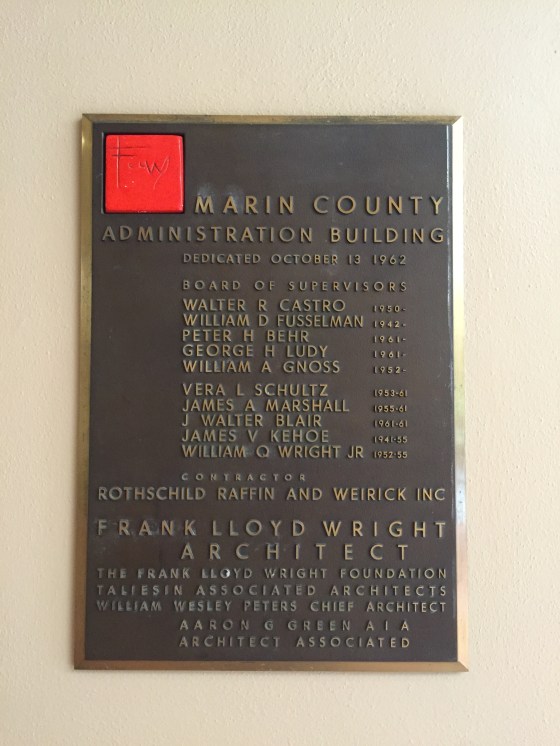 FLLW
MARIN COUNTY
ADMINISTRATION BUILDING
DEDICATED OCTOBER 13 1962
BOARD OF SUPERVISORS
WALTER R CASTRO 1950-
WILLIAM D FUSSELMAN 1942-
PETER H BEHR 1961-
GEORGE H LUDY 1961-
WILLIAM A GNOSS 1952-
VERA L SCHULTZ 1953-61
JAMES A MARSHALL 1955-61
J WALTER BLAIR 1961-61
JAMES V KEHOE 1941-55
WILLIAM Q WRIGHT JR 1952-55
CONTRACTOR
ROTHSCHILD RAFFIN AND WEIRICK INC
FRANK LLOYD WRIGHT
ARCHITECT
THE FRANK LLOYD WRIGHT FOUNDATION
TALIESIN ASSOCIATED ARCHITECTS
WILLIAM WESLEY PETERS CHIEF ARCHITECT
AARON G GREEN A I A
ARCHITECT ASSOCIATED